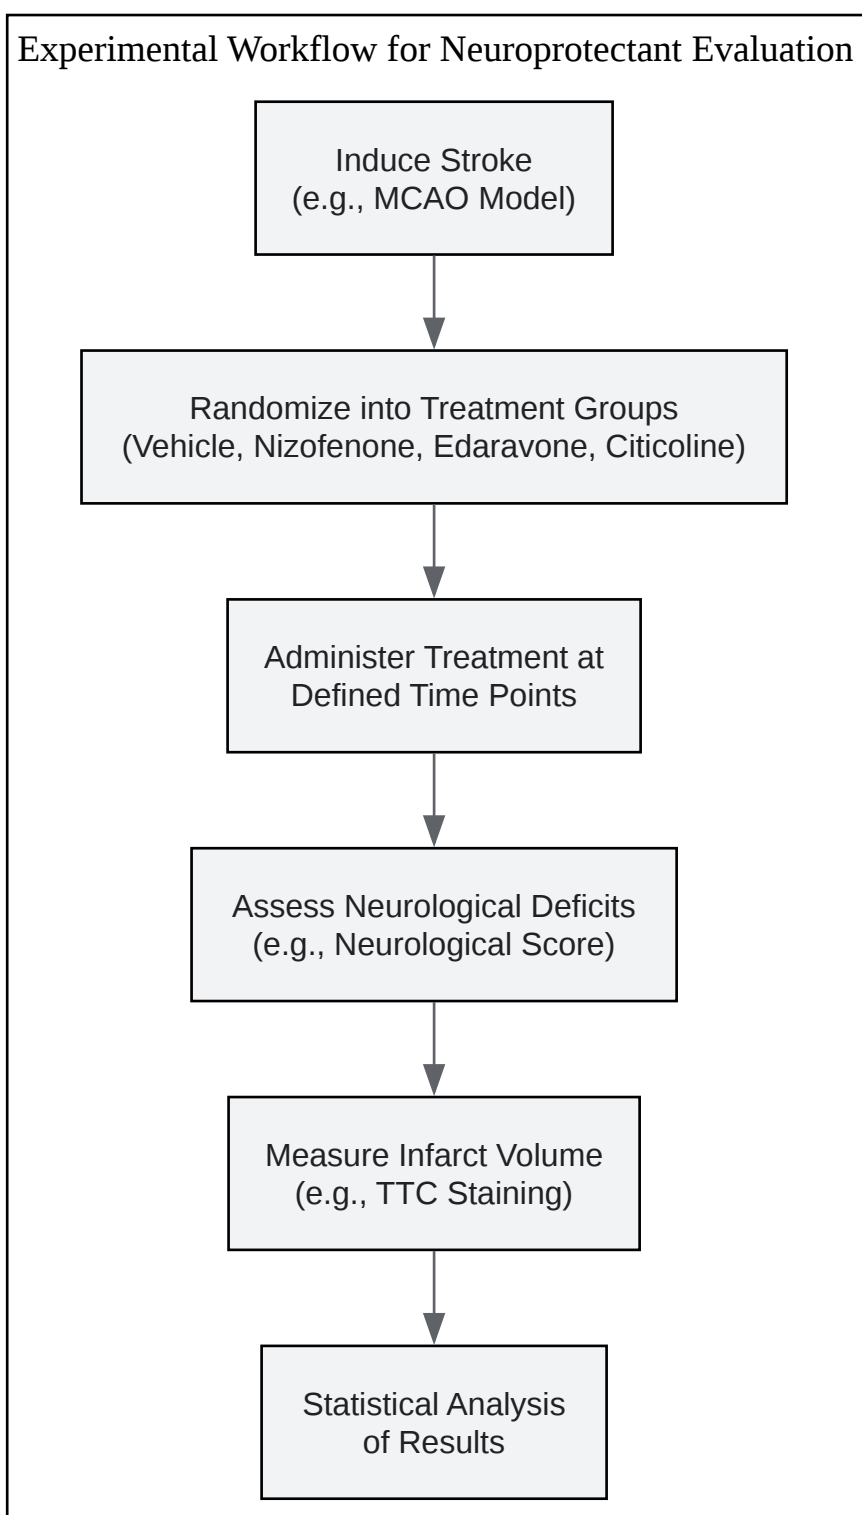 Experimental Workflow for Neuroprotectant Evaluation
Induce Stroke
(e.g., MCAO Model)
Randomize into Treatment Groups
(Vehicle, Nizofenone, Edaravone, Citicoline)
Administer Treatment at
Defined Time Points
Assess Neurological Deficits
(e.g., Neurological Score)
Measure Infarct Volume
(e.g., TTC Staining)
Statistical Analysis
of Results